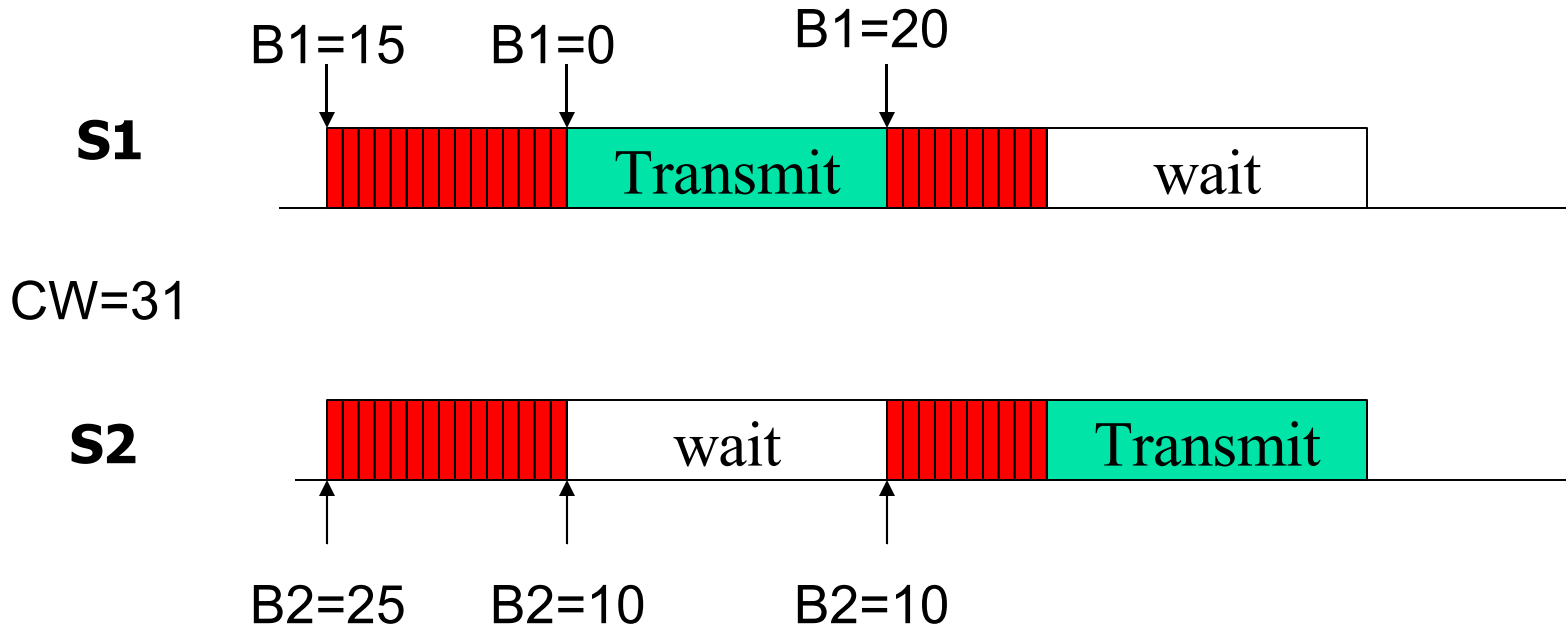 B1=15 B1=0 B1=20
S1
Transmit wait
CW=31
S2
wait Transmit
B2=25 B2=10 B2=10